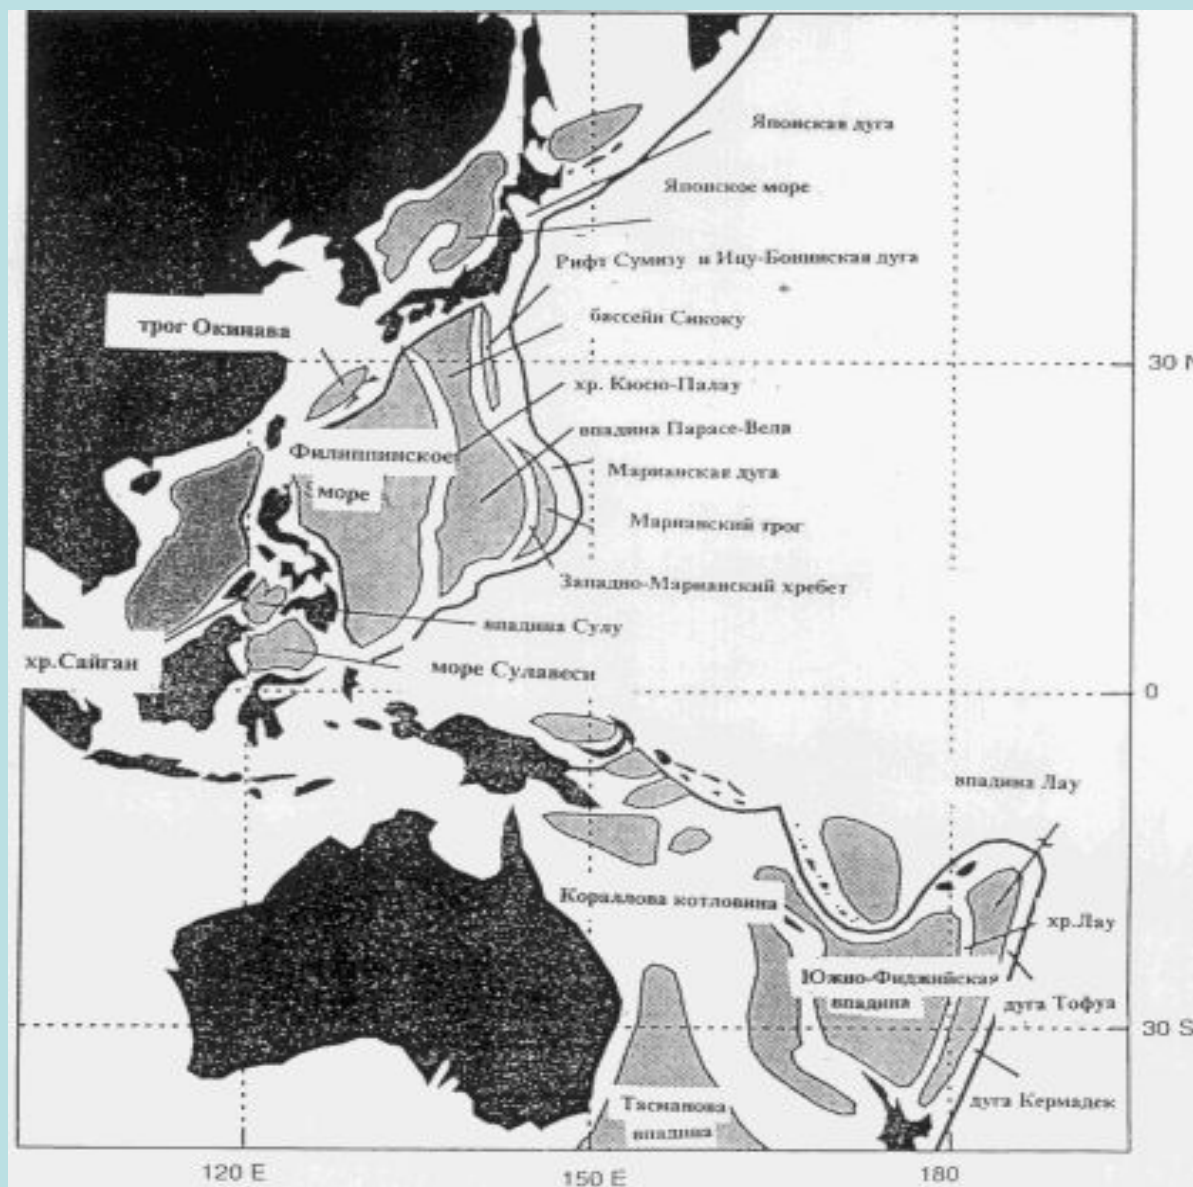 Японская дуга
Японское море
Рифт Сумизу и Ицу-Бонинская дуга
бассейн Сикоку
трог Окинава
30 N
хр. Кюсю-Палау
впадина Паресе-Вела
Филиппинское
море
Марианская дуга
Марианский трог
Западно-Марианский хребет
впадина Сулу
хр.Сайган
море Сулавеси
0
впадина Лау
Кораллова котловина
хр.Лау
Южно-Фиджийская
впадина
дуга Тофуа
30 S
дуга Кермадек
Тасманова
впадина
120 E
150 E
180